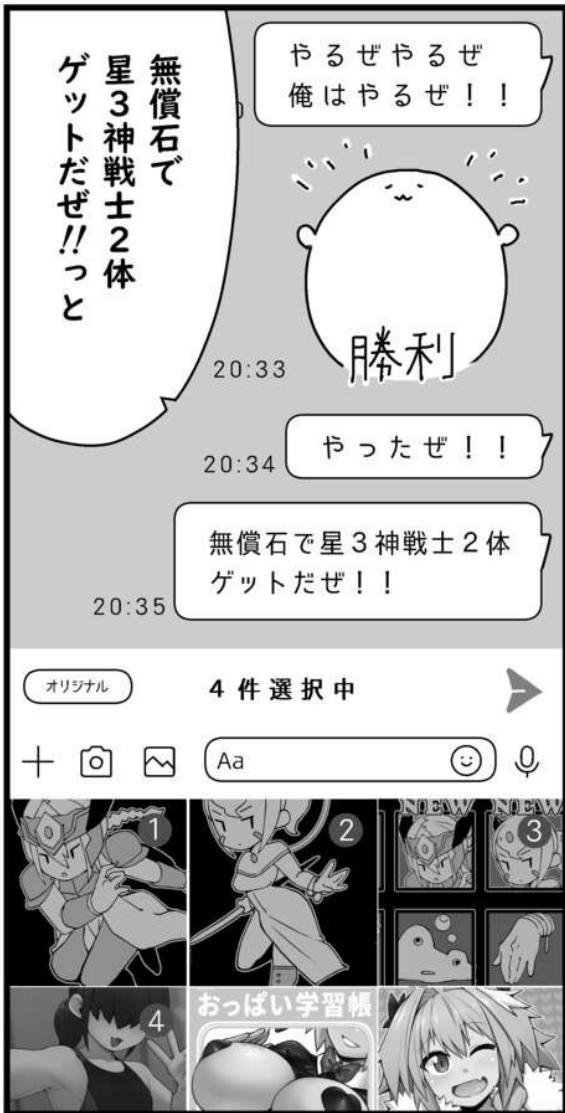 やるぜやるぜ
俺はやるぜ！！
無償石で
星３神戦士２体
ゲットだぜ!!っと
勝利
20:33
やったぜ！！
20:34
無償石で星３神戦士２体
ゲットだぜ！！
20:35
オリジナル
４件選択中
Aa
1
2
NEW
NEW
3
4
おっぱい学習帳